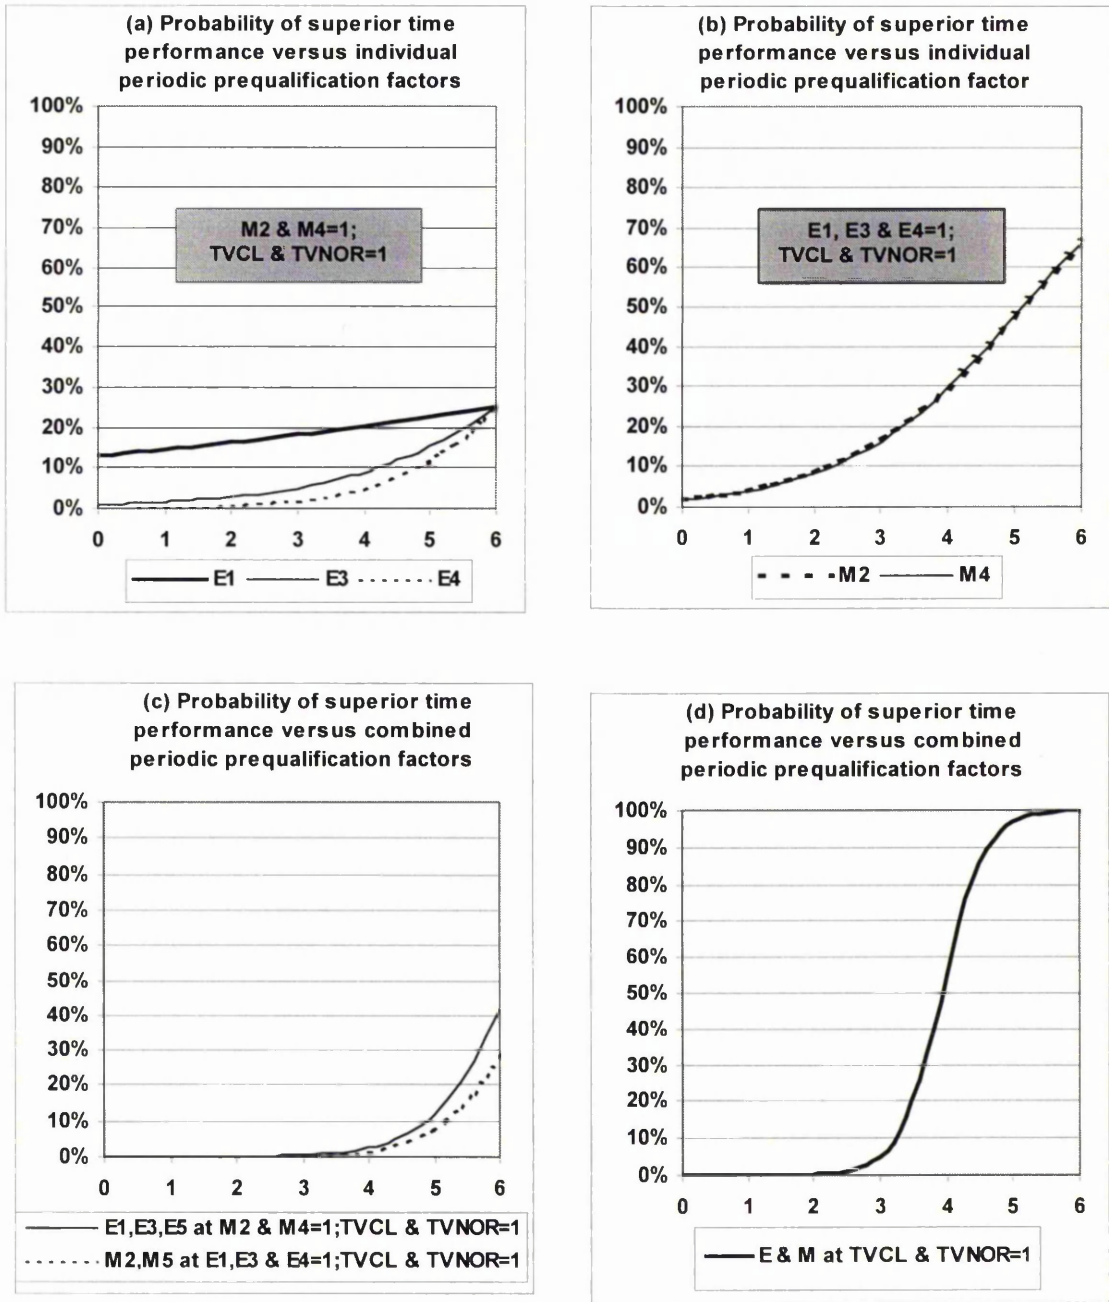 (a) Probability of superior time
performance versus individual
periodic prequalification factors
100%
90%
80%
70%
60%
50%
40%
30%
20%
10%
0%
M2 & M4=1;
TVCL & TVNOR=1
0 1 2 3 4 5 6
E1 E3 E4
(b) Probability of superior time
performance versus individual
periodic prequalification factor
100%
90%
80%
70%
60%
50%
40%
30%
20%
10%
0%
E1, E3 & E4=1;
TVCL & TVNOR=1
0 1 2 3 4 5 6
M2 M4
(c) Probability of superior time
performance versus combined
periodic prequalification factors
100%
90%
80%
70%
60%
50%
40%
30%
20%
10%
0%
0 1 2 3 4 5 6
E1,E3,E5 at M2 & M4=1;TVCL & TVNOR=1
M2,M5 at E1,E3 & E4=1;TVCL & TVNOR=1
(d) Probability of superior time
performance versus combined
periodic prequalification factors
100%
90%
80%
70%
60%
50%
40%
30%
20%
10%
0%
0 1 2 3 4 5 6
E & M at TVCL & TVNOR=1